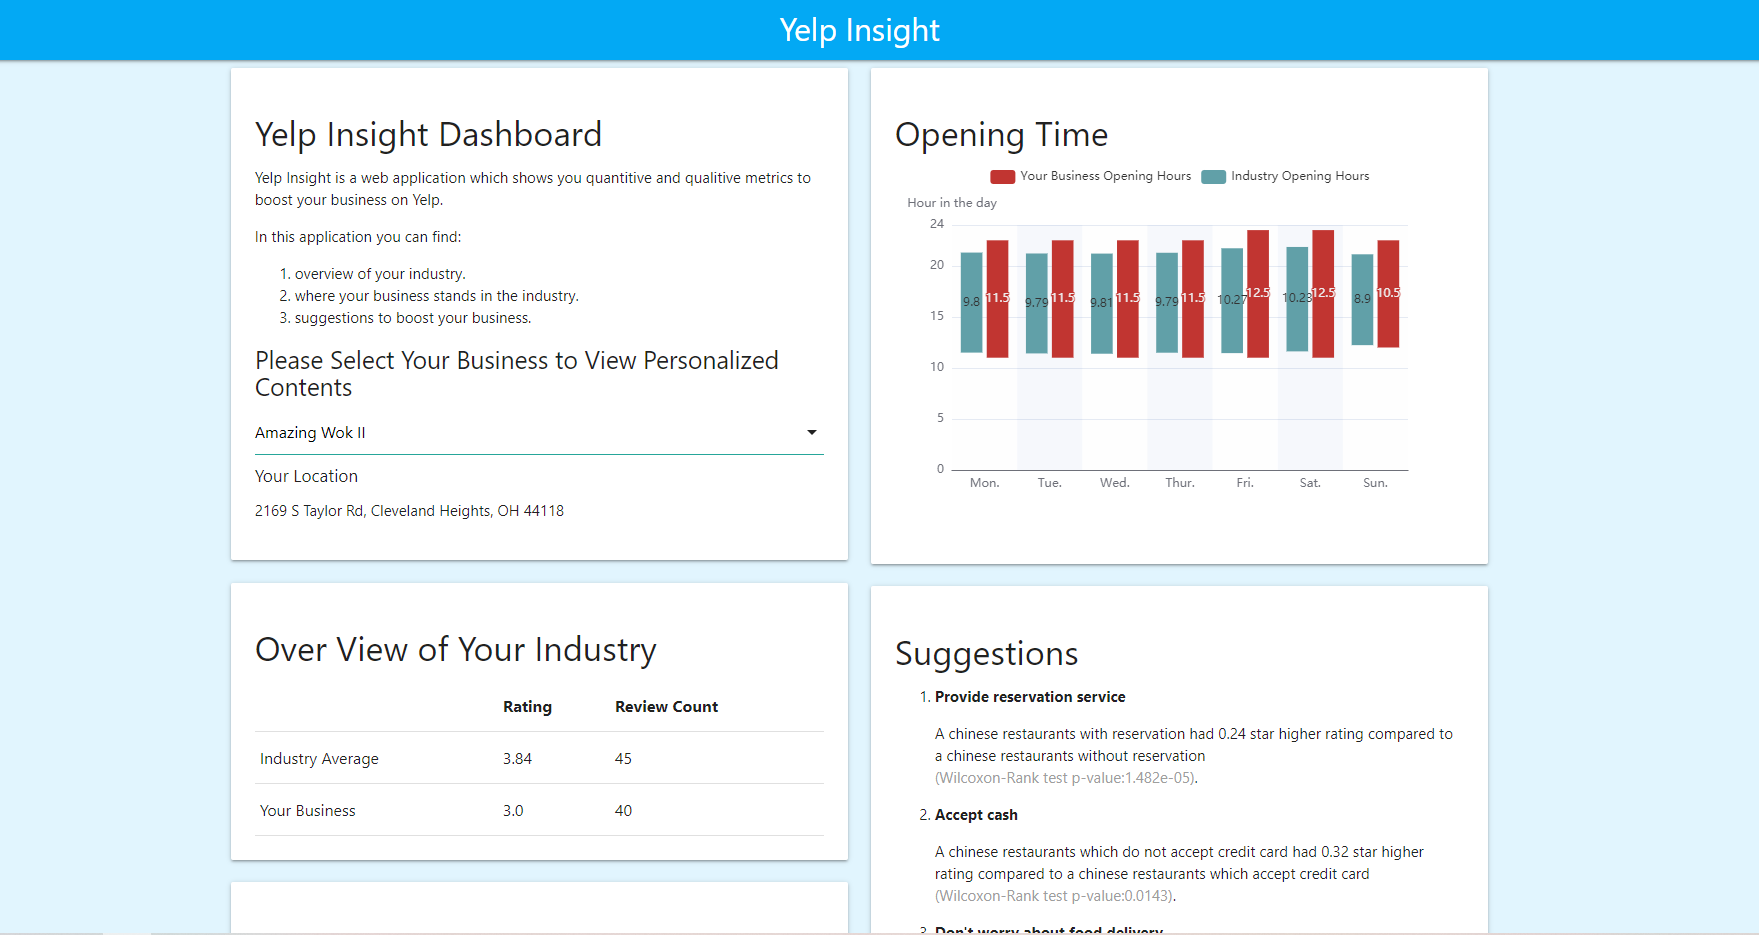 Yelp Insight
Yelp Insight Dashboard
Yelp Insight is a web application which shows you quantitive and qualitive metrics to
boost your business on Yelp.
In this application you can find:
1. overview of your industry.
2. where your business stands in the industry.
3. suggestions to boost your business.
Please Select Your Business to View Personalized
Contents
Amazing Wok II
Your Location
2169 S Taylor Rd, Cleveland Heights, OH 44118
Over View of Your Industry
Rating Review Count
Industry Average 3.84 45
Your Business 3.0 40
Opening Time
Your Business Opening Hours Industry Opening Hours
Hour in the day
24
20
15
10
5
0
9.8 11.5 9.79 11.5 9.81 11.5 9.79 11.5 10.27 12.5 10.23 12.5 8.9 10.5
Mon. Tue. Wed. Thur. Fri. Sat. Sun.
Suggestions
1. Provide reservation service
A chinese restaurants with reservation had 0.24 star higher rating compared to
a chinese restaurants without reservation
(Wilcoxon-Rank test p-value:1.482e-05).
2. Accept cash
A chinese restaurants which do not accept credit card had 0.32 star higher
rating compared to a chinese restaurants which accept credit card
(Wilcoxon-Rank test p-value:0.0143).
3. Don't worry about food delivery